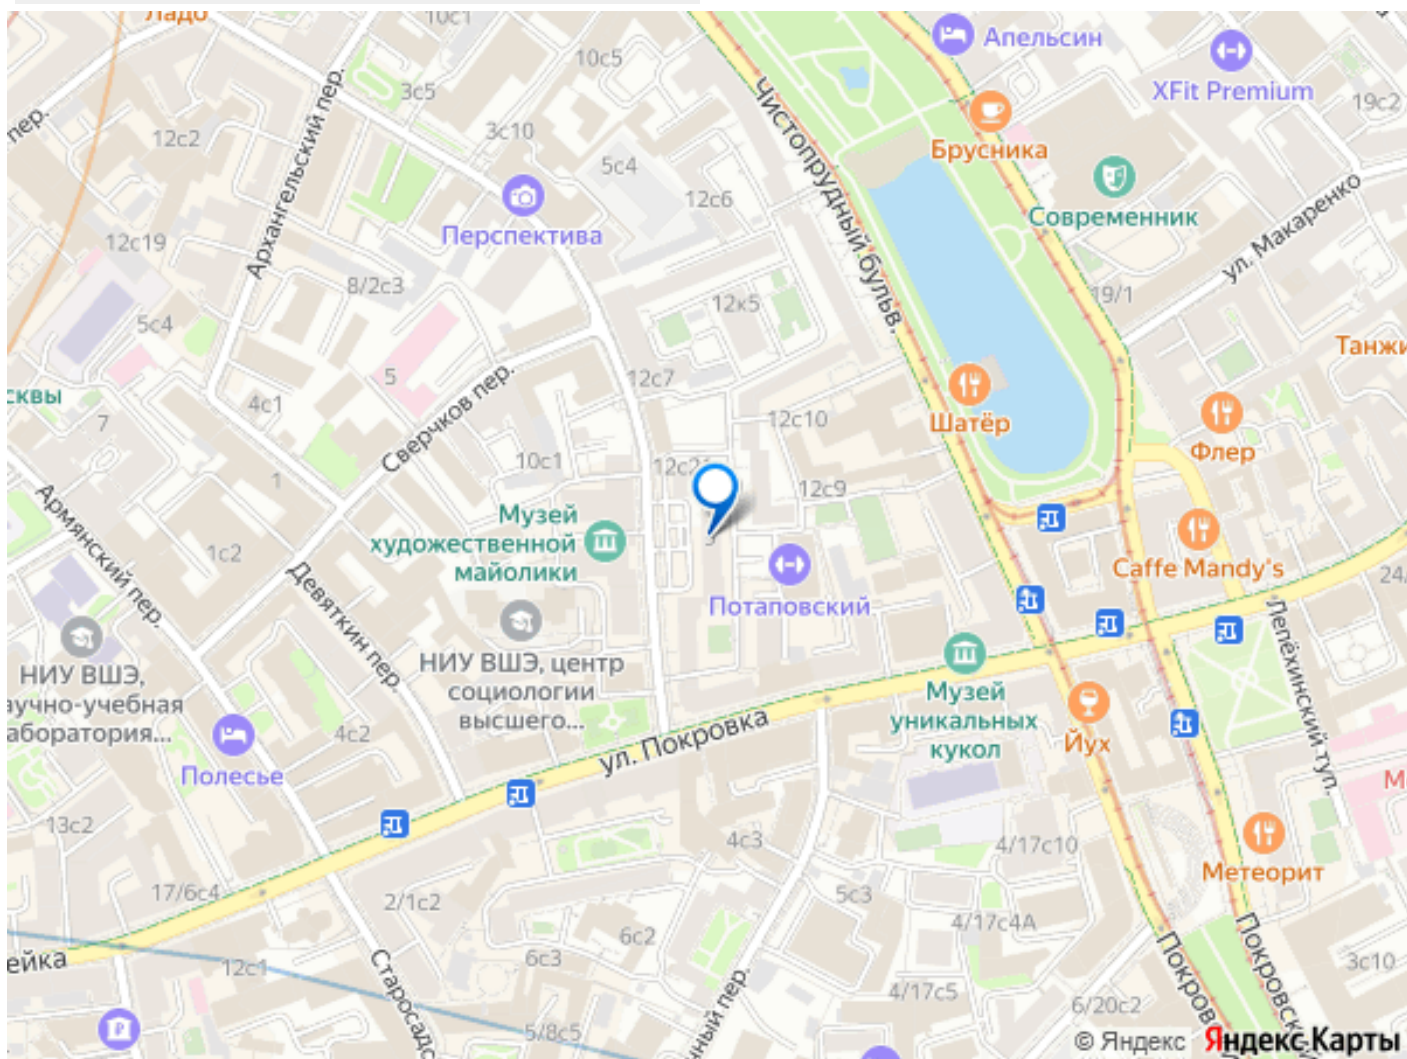 Ладо
10с1
Апельсин
XFit Premium
10с5
3с5
пер.
Архангельский пер.
12с2
3с10
5с4
12с6
Чистопрудный бульв.
Брусника
19с2
Современник
ул. Макаренко
Перспектива
12с19
8/2с3
5с4
12к5
19/1
Танжи
сквы
7
4с1
5
Сверчков пер.
12с7
12с10
Шатёр
Флер
10с1
1
12с9
Армянский пер.
Музей
художественной
майолики
1с2
Девяткин пер.
Потаповский
Caffe Mandy's
24/
Лепёхинский туп.
НИУ ВШЭ,
аучно-учебная
аборатория...
НИУ ВШЭ, центр
социологии
высшего...
Музей
уникальных
кукол
Йух
4с2
Полесье
ул. Покровка
13с2
4с3
4/17с10
Метеорит
17/6с4
2/1с2
5с3
4/17с4А
6с2
ейка
12с1
6с3
Старосадс
чный пер.
4/17с5
Покров
Покровск
3с10
6/20с2
5/8с5
© Яндекс Яндекс Карты